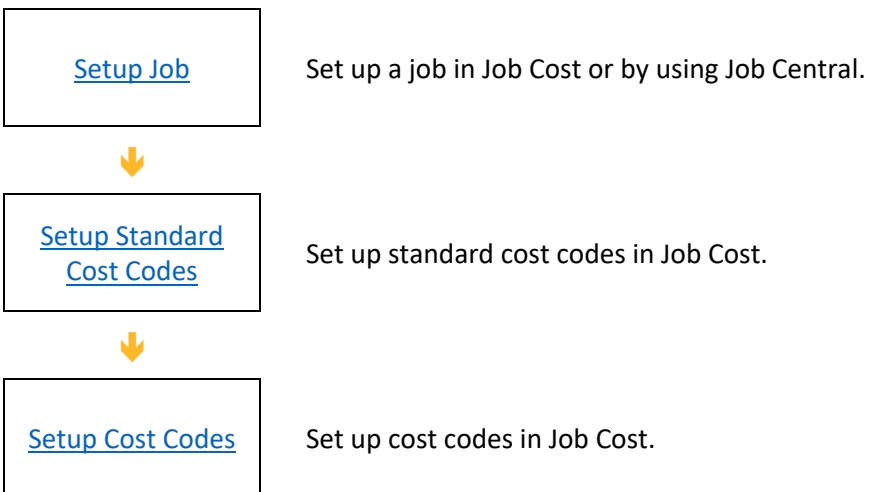 Setup Job
Set up a job in Job Cost or by using Job Central.
Setup Standard
Cost Codes
Set up standard cost codes in Job Cost.
Setup Cost Codes
Set up cost codes in Job Cost.